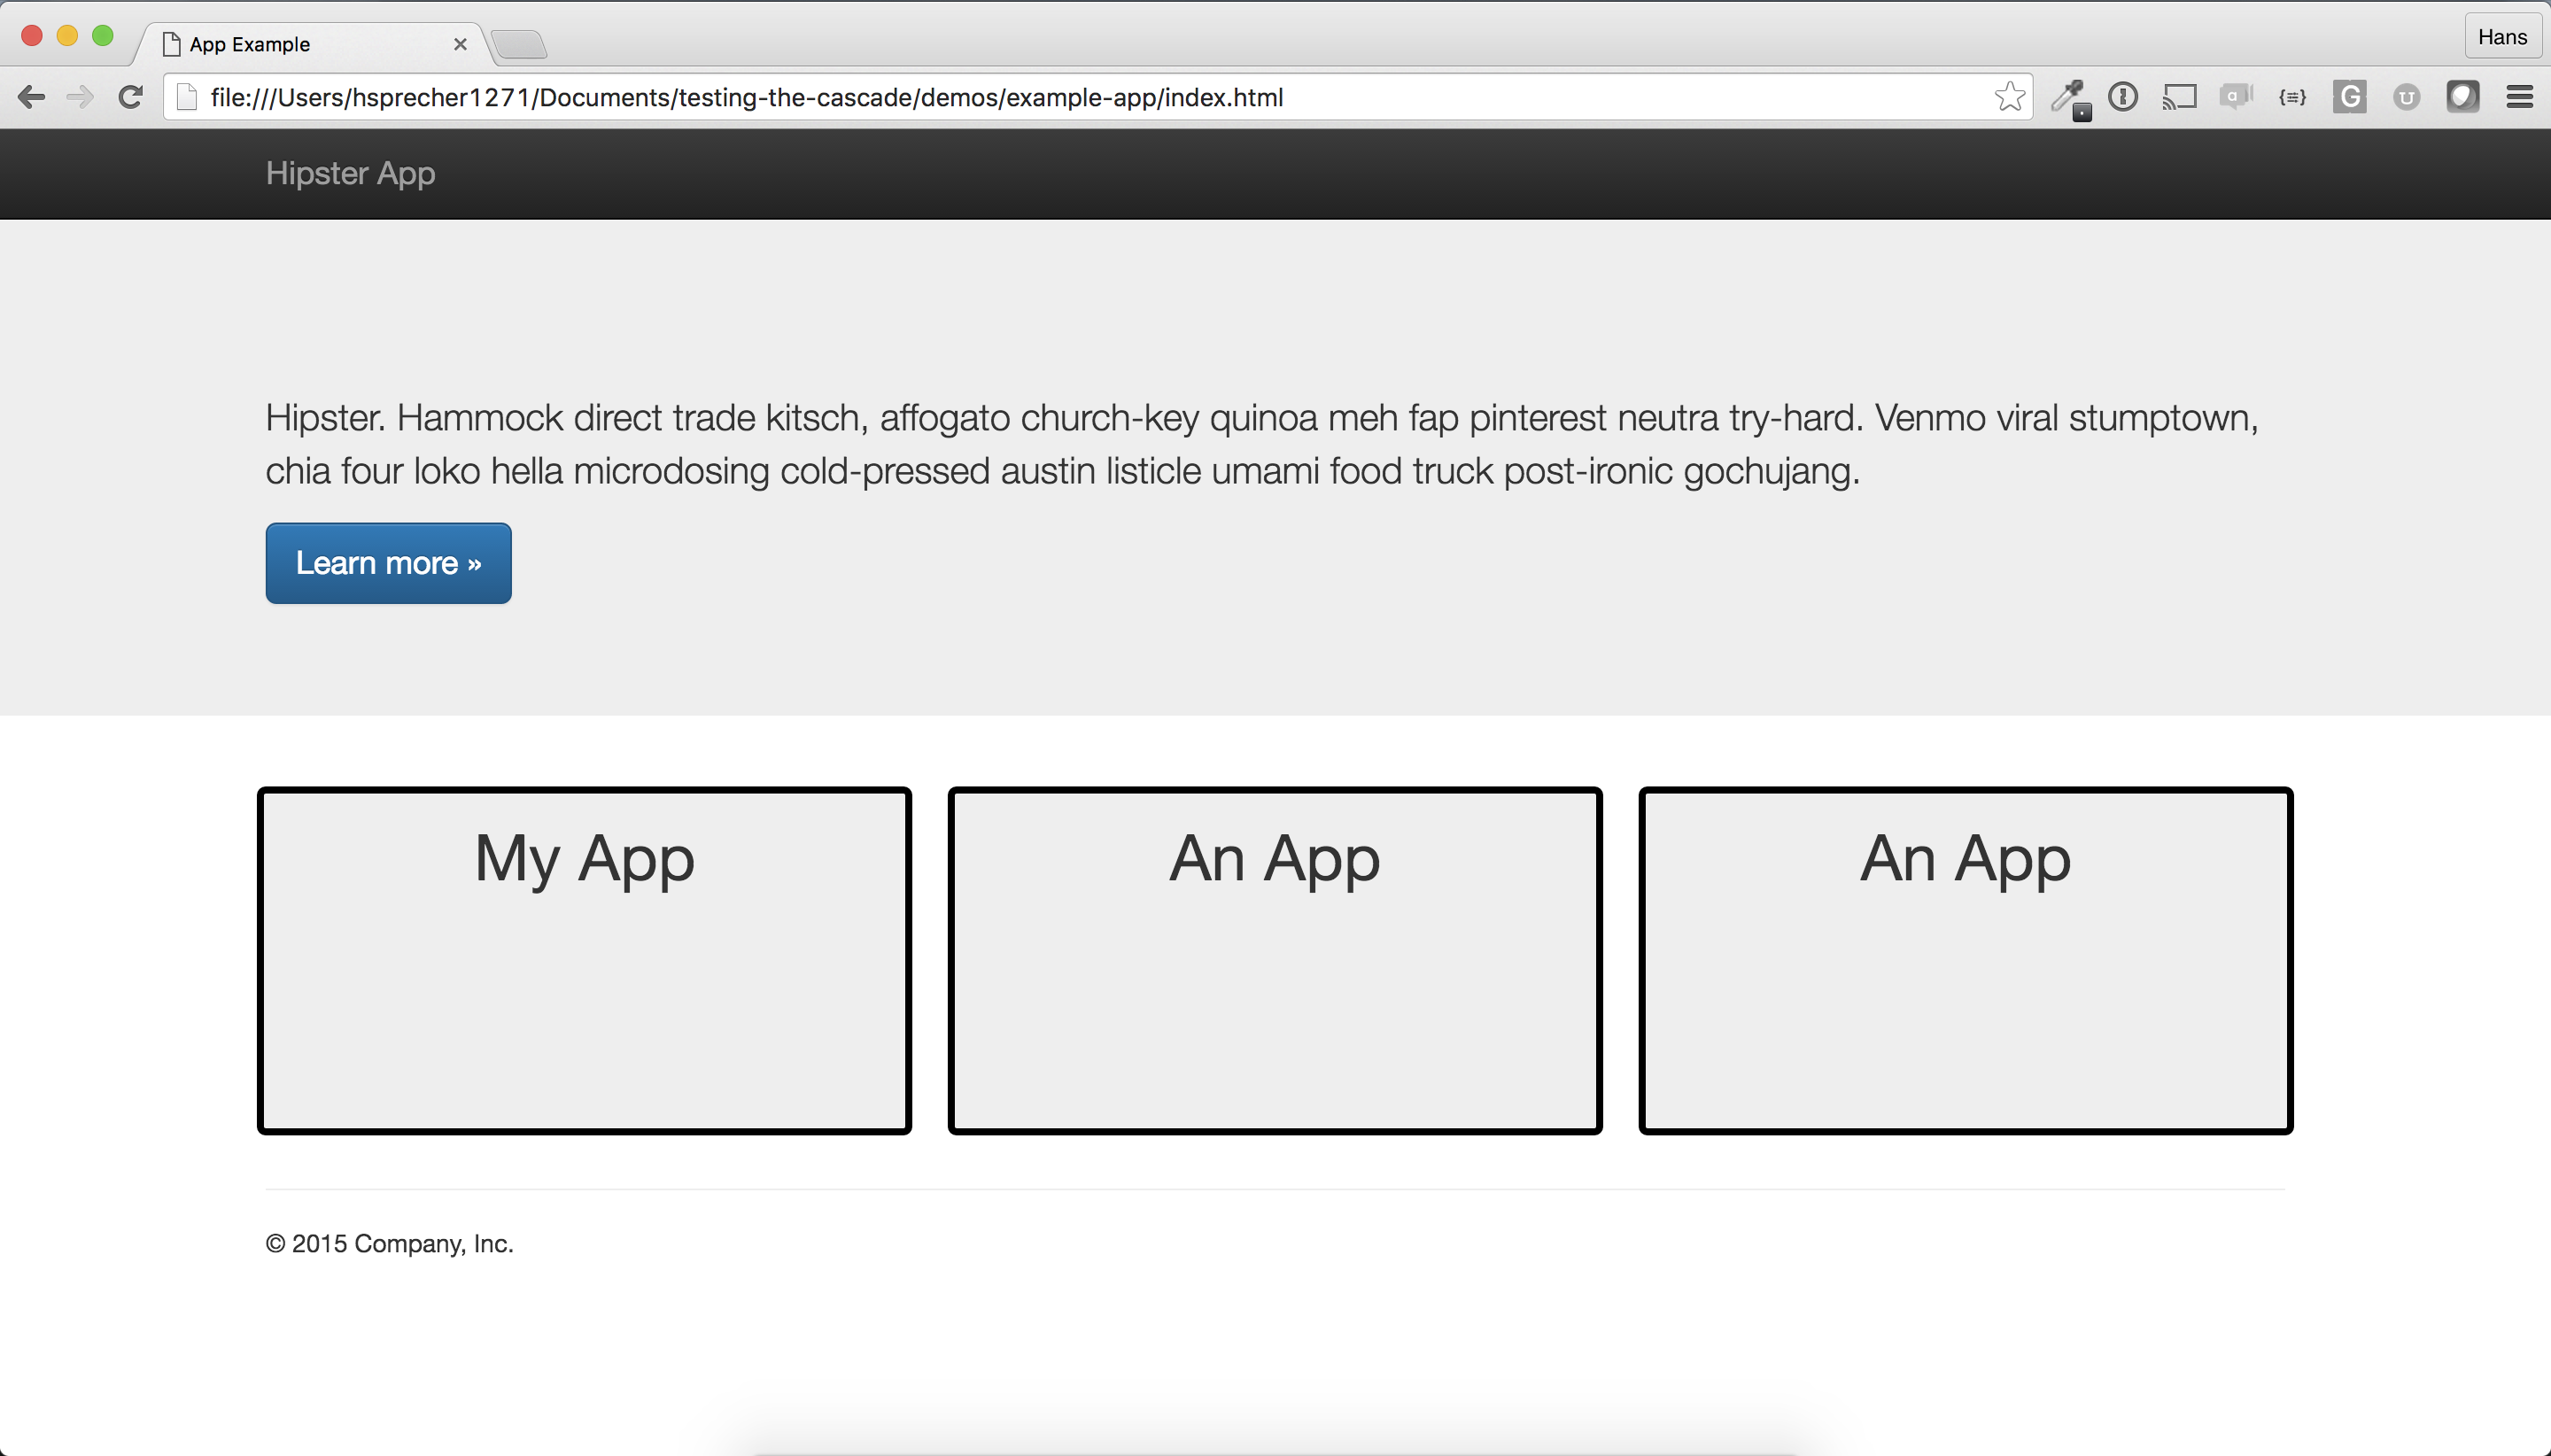 App Example
Hans
file:///Users/hsprecher1271/Documents/testing-the-cascade/demos/example-app/index.html
Hipster App
Hipster. Hammock direct trade kitsch, affogato church-key quinoa meh fap pinterest neutra try-hard. Venmo viral stumptown,
chia four loko hella microdosing cold-pressed austin listicle umami food truck post-ironic gochujang.
Learn more »
My App
An App
An App
© 2015 Company, Inc.